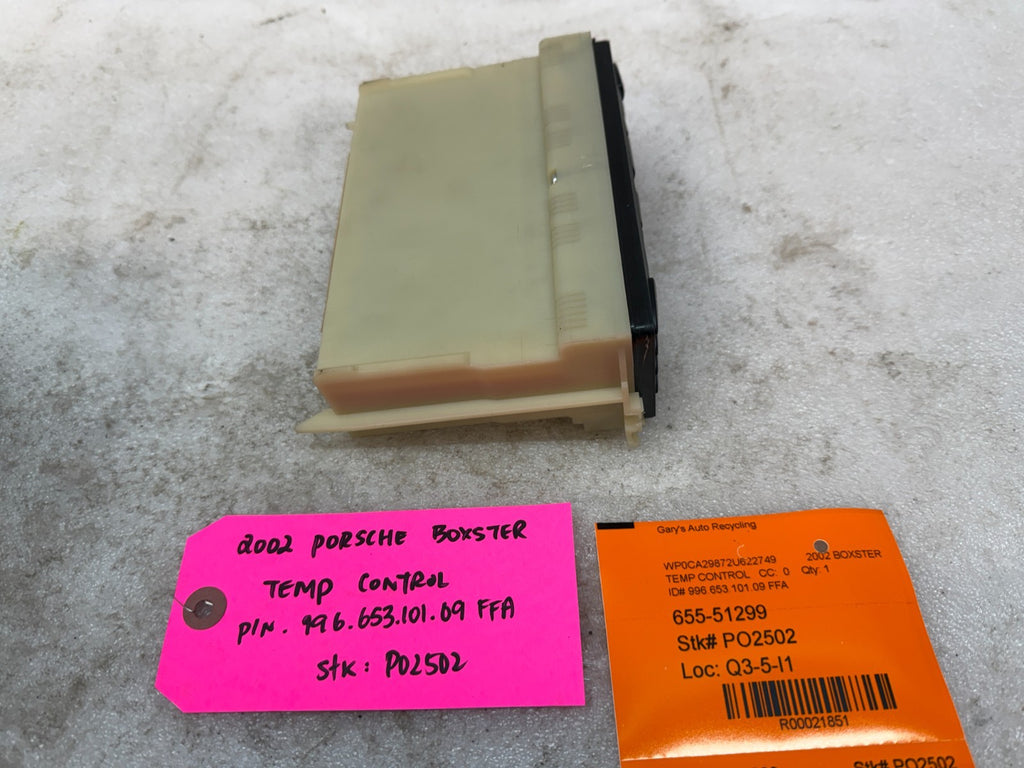 2002 PORSCHE BOXSTER
TEMP CONTROL
P/N. 996.653.101.09 FFA
Stk: PO2502
Gary's Auto Recycling
WP0CA29872U622749 2002 BOXSTER
TEMP CONTROL CC: 0 Qty: 1
ID# 996 653 101 09 FFA
655-51299
Stk# PO2502
Loc: Q3-5-I1
R00021851
Stk# PO2502